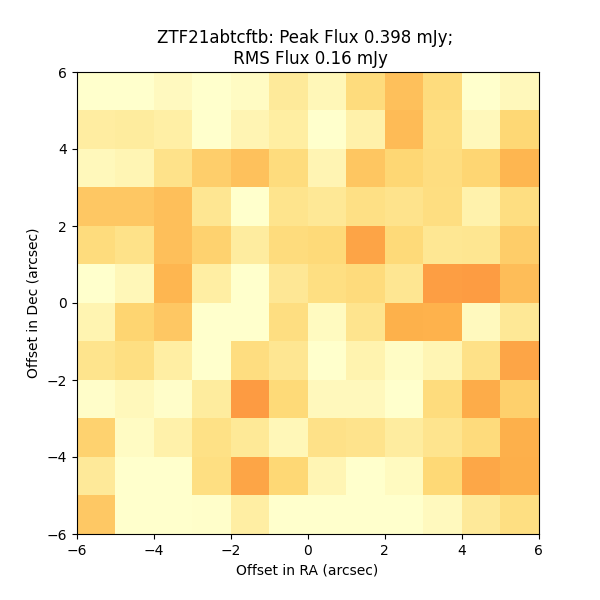 ZTF21abtcftb: Peak Flux 0.398 mJy;
RMS Flux 0.16 mJy
6
4
2
0
−2
−4
−6
Offset in Dec (arcsec)
−6 −4 −2 0 2 4 6
Offset in RA (arcsec)